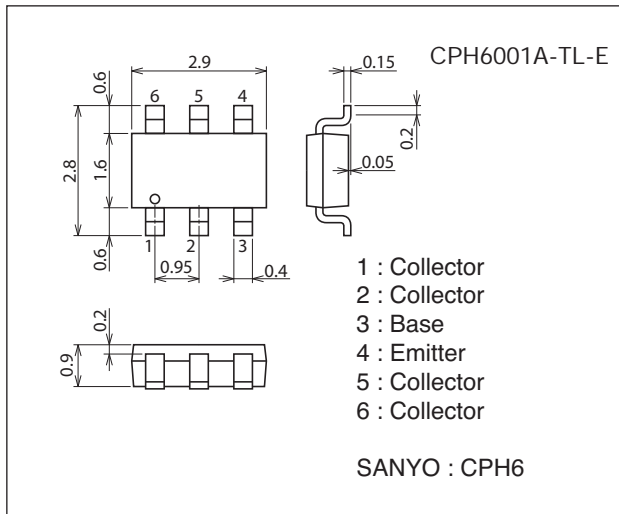 CPH6001A-TL-E
2.9
0.15
0.6
6 5 4
0.2
2.8
1.6
0.05
0.6
1 2 3
0.95
0.4
1 : Collector
2 : Collector
3 : Base
4 : Emitter
5 : Collector
6 : Collector
0.2
0.9
SANYO : CPH6